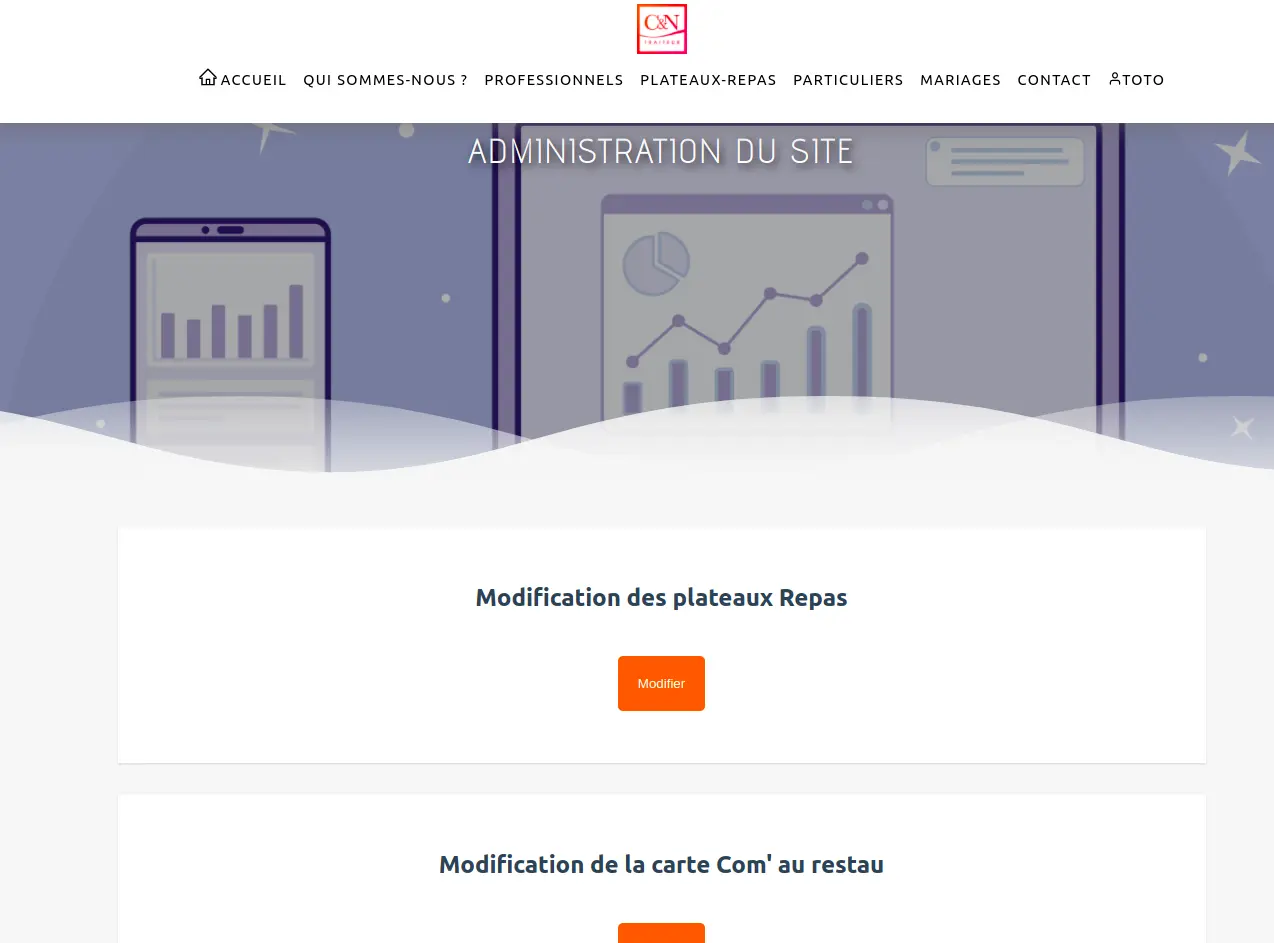 C&N
TRAITEUR
ACCUEIL QUI SOMMES-NOUS ? PROFESSIONNELS PLATEAUX-REPAS PARTICULIERS MARIAGES CONTACT TOTO
ADMINISTRATION DU SITE
Modification des plateaux Repas
Modifier
Modification de la carte Com' au restau